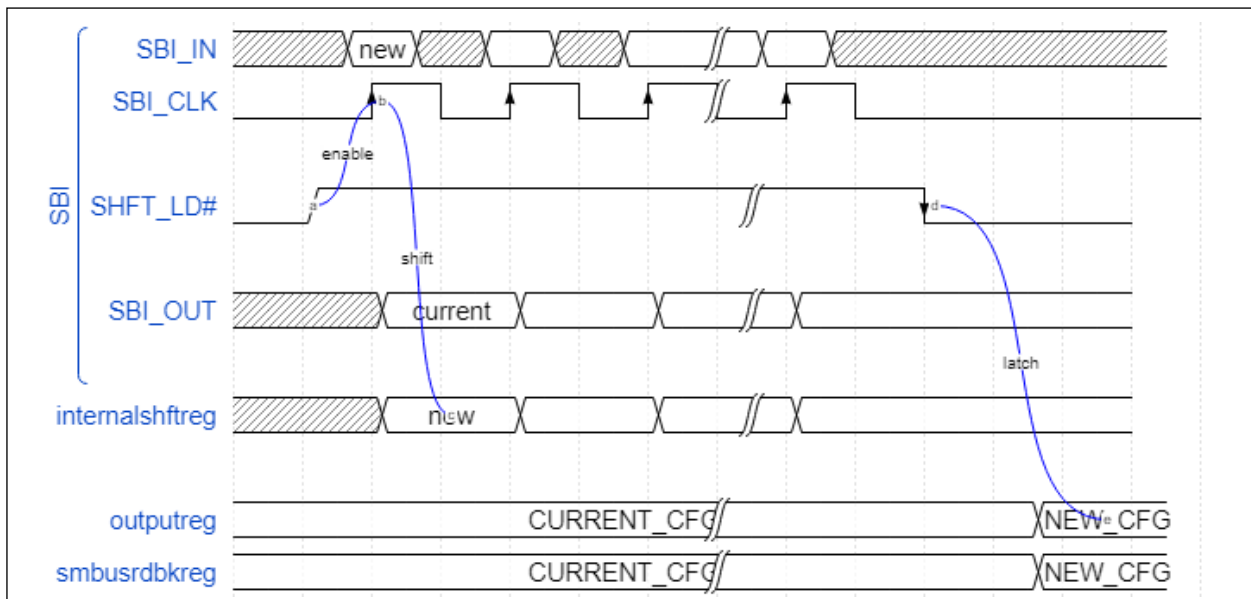 SBI
SBI_IN
new
SBI_CLK
b
enable
SHFT_LD#
a
d
shift
SBI_OUT
current
latch
internalshftreg
new
c
outputreg
CURRENT_CFG
NEW_CFG
e
smbusrdbkreg
CURRENT_CFG
NEW_CFG